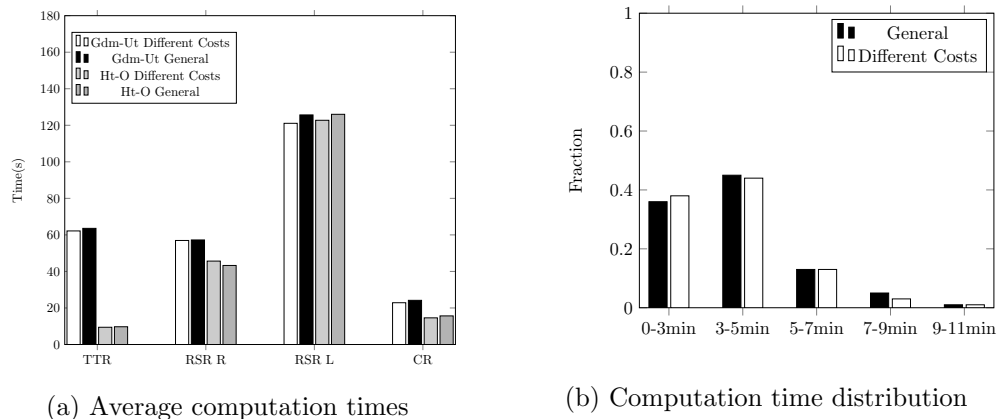 180
160
140
120
100
80
60
40
20
0
Time(s)
Gdm-Ut Different Costs
Gdm-Ut General
Ht-O Different Costs
Ht-O General
TTR RSR R RSR L CR
(a) Average computation times
1
0.8
0.6
0.4
0.2
0
Fraction
General
Different Costs
0-3min 3-5min 5-7min 7-9min 9-11min
(b) Computation time distribution